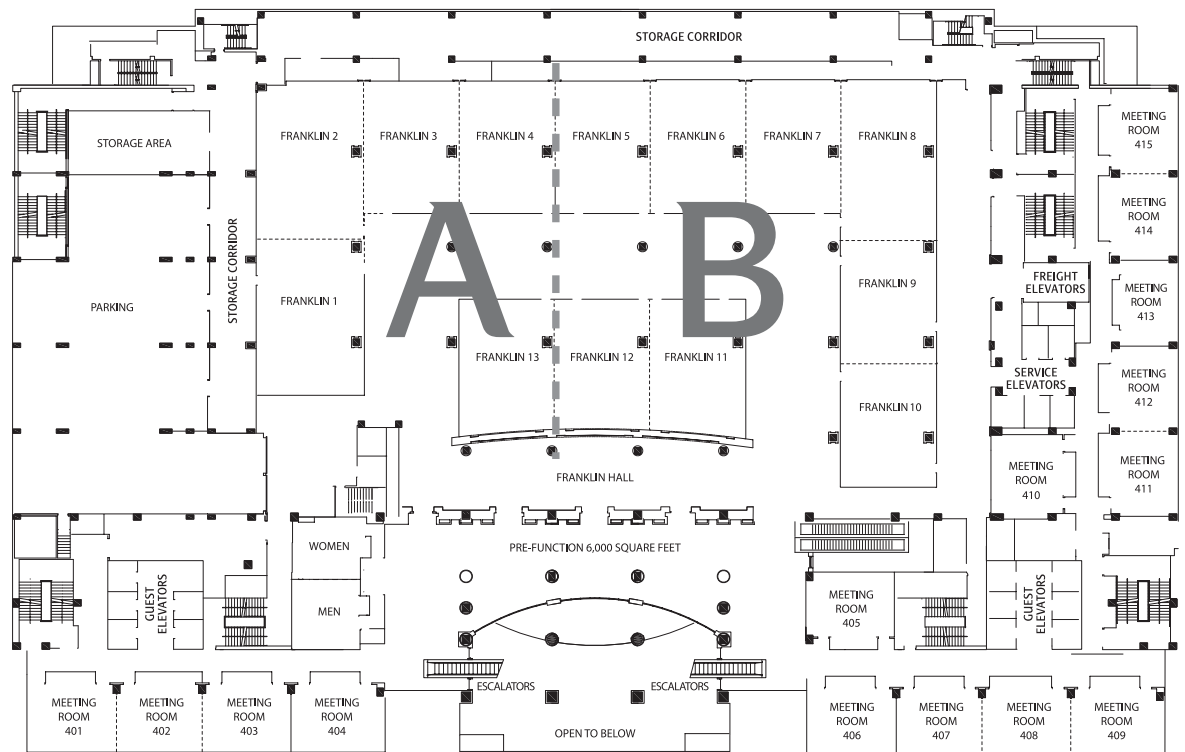 STORAGE CORRIDOR
STORAGE AREA
FRANKLIN 2
FRANKLIN 3
FRANKLIN 4
FRANKLIN 5
FRANKLIN 6
FRANKLIN 7
FRANKLIN 8
MEETING
ROOM
415
MEETING
ROOM
414
STORAGE CORRIDOR
A
B
PARKING
FRANKLIN 1
FRANKLIN 9
FREIGHT
ELEVATORS
MEETING
ROOM
413
FRANKLIN 13
FRANKLIN 12
FRANKLIN 11
SERVICE
ELEVATORS
MEETING
ROOM
412
FRANKLIN 10
MEETING
ROOM
410
MEETING
ROOM
411
FRANKLIN HALL
WOMEN
PRE-FUNCTION 6,000 SQUARE FEET
GUEST
ELEVATORS
MEN
MEETING
ROOM
405
GUEST
ELEVATORS
ESCALATORS
ESCALATORS
MEETING
ROOM
401
MEETING
ROOM
402
MEETING
ROOM
403
MEETING
ROOM
404
OPEN TO BELOW
MEETING
ROOM
406
MEETING
ROOM
407
MEETING
ROOM
408
MEETING
ROOM
409